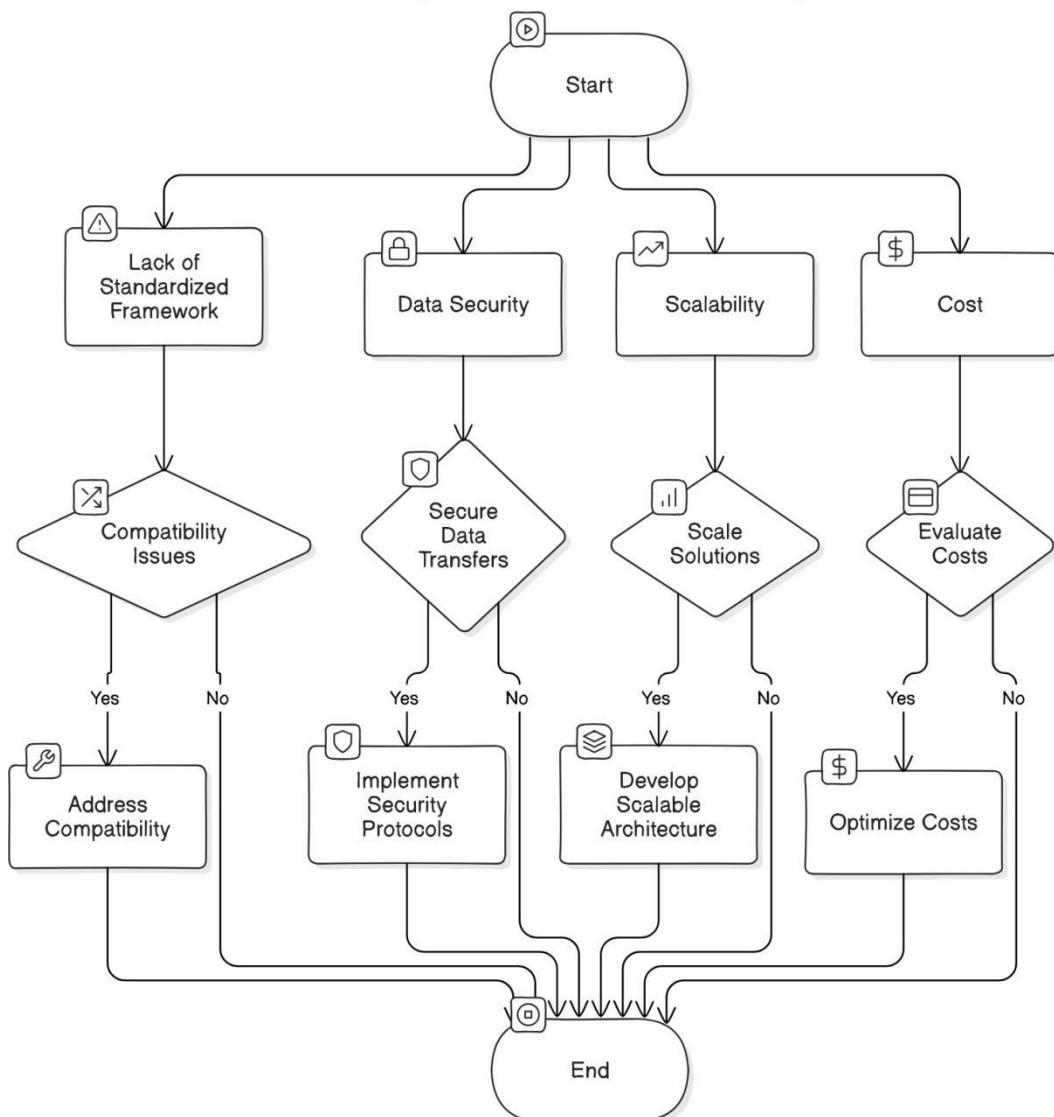 Start
Lack of
Standardized
Framework
Data Security
Scalability
Cost
Compatibility
Issues
Secure
Data
Transfers
Scale
Solutions
Evaluate
Costs
Yes
No
Yes
No
Yes
No
Yes
No
Address
Compatibility
Implement
Security
Protocols
Develop
Scalable
Architecture
Optimize Costs
End